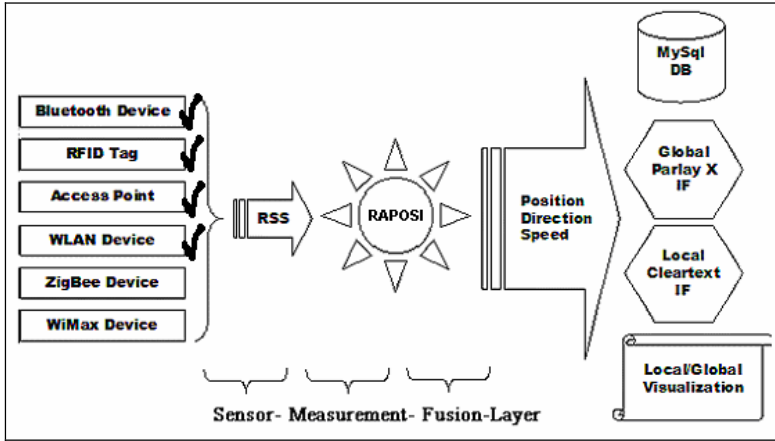 Bluetooth Device
RFID Tag
Access Point
WLAN Device
ZigBee Device
WiMax Device
RSS
RAPOSI
Position
Direction
Speed
MySql
DB
Global
Parlay X
IF
Local
Cleartext
IF
Local/Global
Visualization
Sensor- Measurement- Fusion-Layer